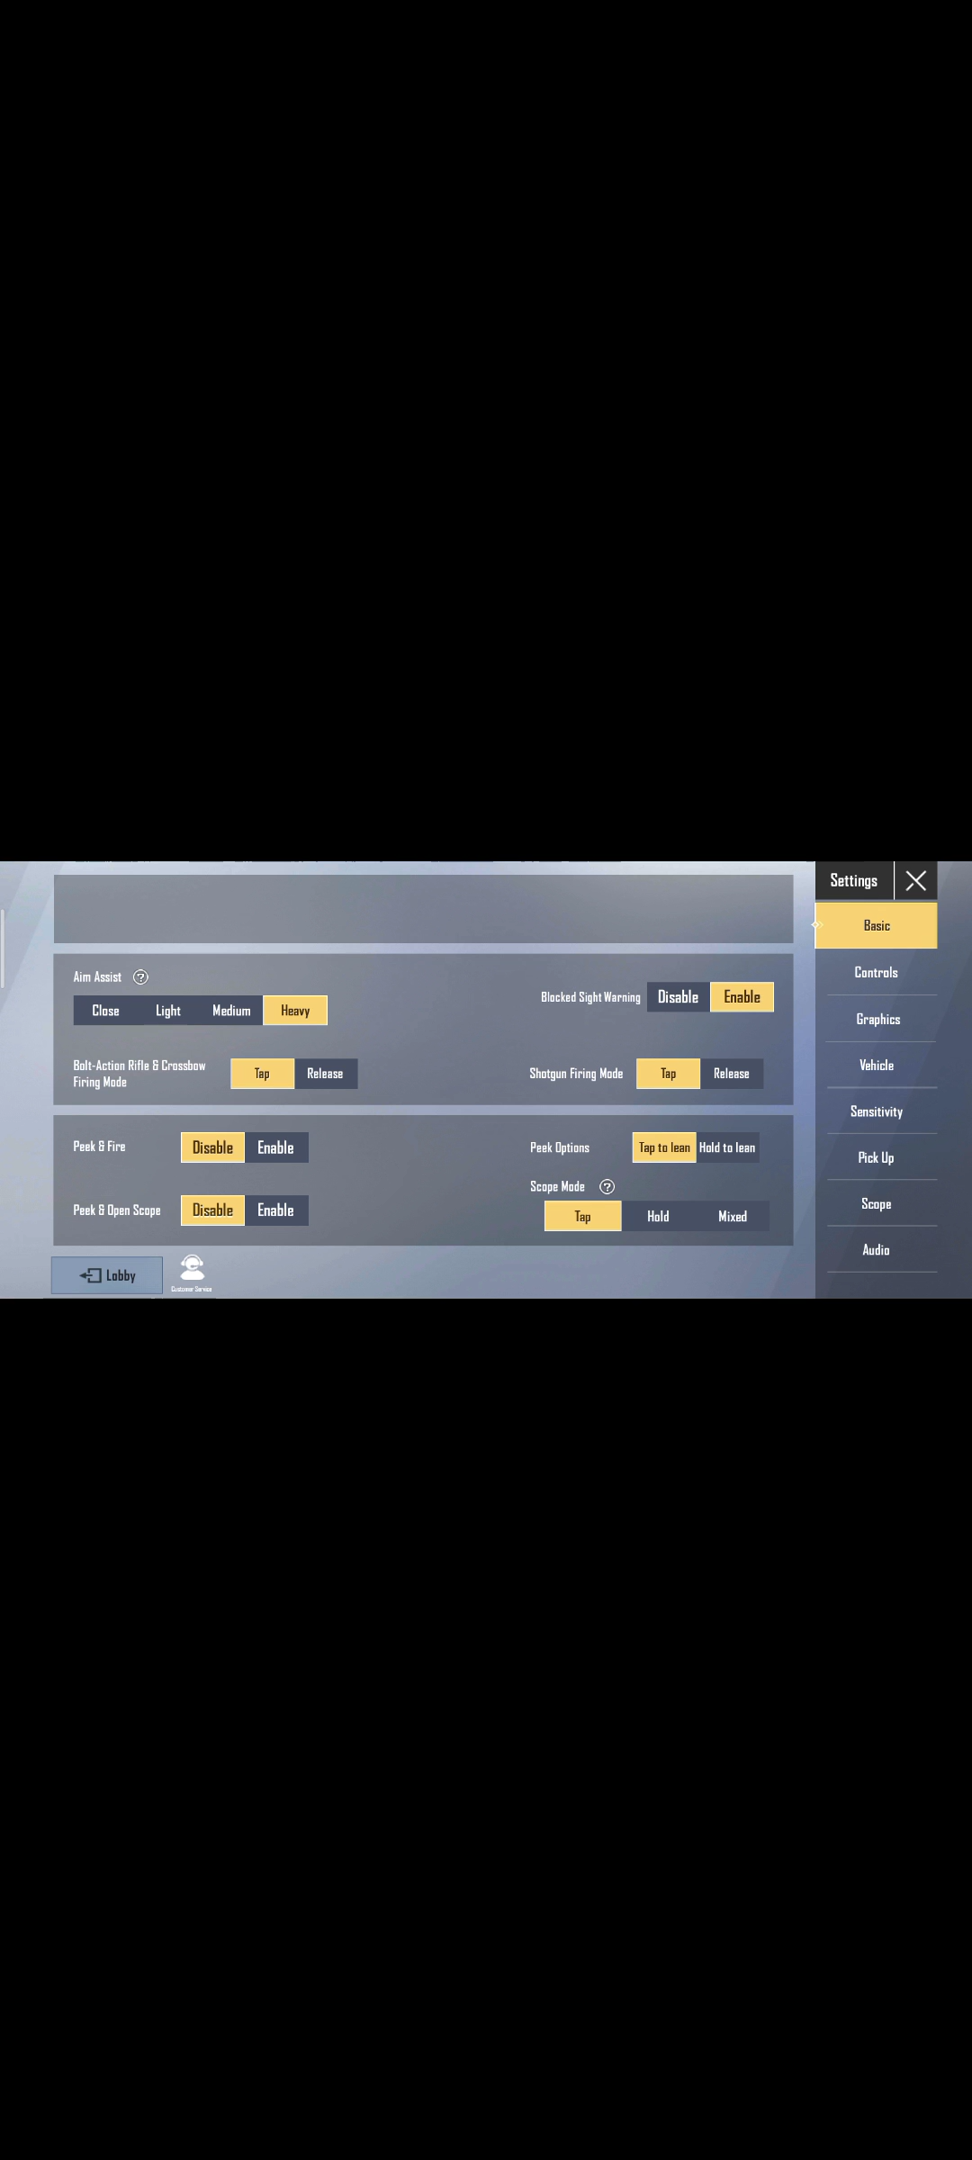 Settings
Basic
Aim Assist ?
Close Light Medium Heavy
Blocked Sight Warning Disable Enable
Bolt-Action Rifle & Crossbow
Firing Mode
Tap Release
Shotgun Firing Mode Tap Release
Peek & Fire Disable Enable
Peek Options Tap to lean Hold to lean
Peek & Open Scope Disable Enable
Scope Mode ?
Tap Hold Mixed
Lobby
Customer Service
Controls
Graphics
Vehicle
Sensitivity
Pick Up
Scope
Audio